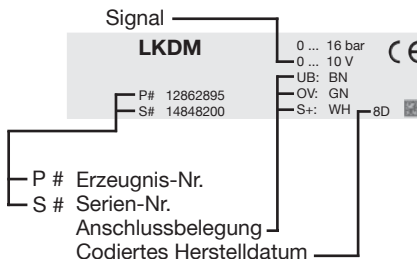 Signal
LKDM
0 ... 16 bar
0 ... 10 V
UB: BN
OV: GN
S+: WH
8D
P# 12862895
S# 14848200
CE
P # Erzeugnis-Nr.
S # Serien-Nr.
Anschlussbelegung
Codiertes Herstelldatum